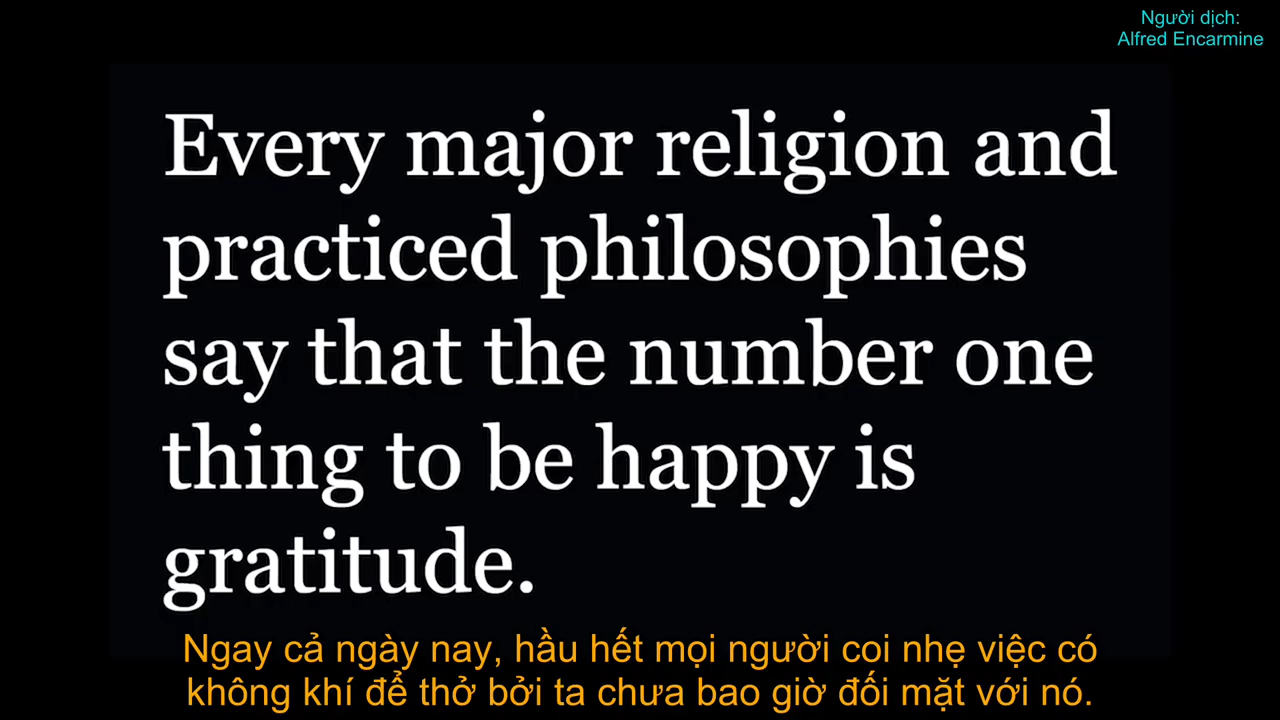 Người dịch:
Alfred Encarmine
Every major religion and
practiced philosophies
say that the number one
thing to be happy is
gratitude.
Ngay cả ngày nay, hầu hết mọi người coi nhẹ việc có
không khí để thở bởi ta chưa bao giờ đối mặt với nó.